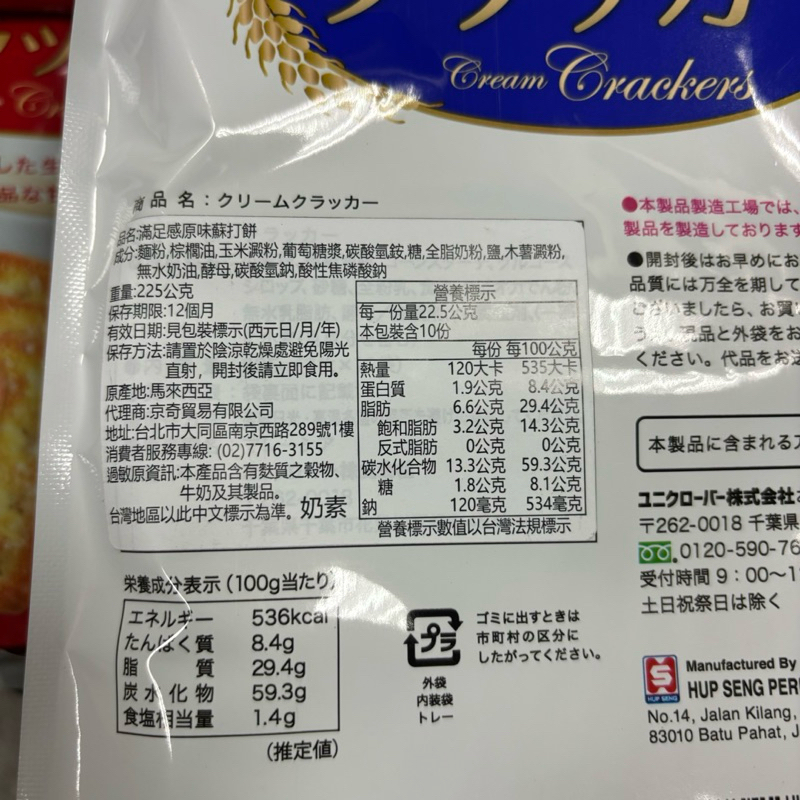 Cream Crackers
商品名：クリームクラッカー
品名:滿足感原味蘇打餅
成分:麵粉,棕櫚油,玉米澱粉,葡萄糖漿,碳酸氫銨,糖,全脂奶粉,鹽,木薯澱粉,
無水奶油,酵母,碳酸氫鈉,酸性焦磷酸鈉
重量:225公克
保存期限:12個月
有效日期:見包裝標示(西元日/月/年)
保存方法:請置於陰涼乾燥處避免陽光
直射，開封後請立即食用。
原產地:馬來西亞
代理商:京奇貿易有限公司
地址:台北市大同區南京西路289號1樓
消費者服務專線: (02)7716-3155
過敏原資訊:本產品含有麩質之穀物、
牛奶及其製品。
台灣地區以此中文標示為準。奶素
營養標示
每一份量22.5公克
本包裝含10份
每份 每100公克
熱量 120大卡 535大卡
蛋白質 1.9公克 8.4公克
脂肪 6.6公克 29.4公克
飽和脂肪 3.2公克 14.3公克
反式脂肪 0公克 0公克
碳水化合物 13.3公克 59.3公克
糖 1.8公克 8.1公克
鈉 120毫克 534毫克
營養標示數值以台灣法規標示
栄養成分表示(100g当たり)
エネルギー 536kcal
たんぱく質 8.4g
脂質 29.4g
炭水化物 59.3g
食塩相当量 1.4g
(推定値)
プラ
外袋
内装袋
トレー
ゴミに出すときは
市町村の区分に
したがってください。
●本製品製造工場では、
製品を製造しております
●開封後はお早めにお
品質には万全を期して
ございましたら、お買
現品と外袋をお
ください。代品をお送
本製品に含まれる
ユニクローバー株式会社
〒262-0018 千葉県
0120-590-76
受付時間 9：00〜1
土日祝祭日は除く
HUP SENG
Manufactured By
HUP SENG PER
No.14, Jalan Kilang,
83010 Batu Pahat, J